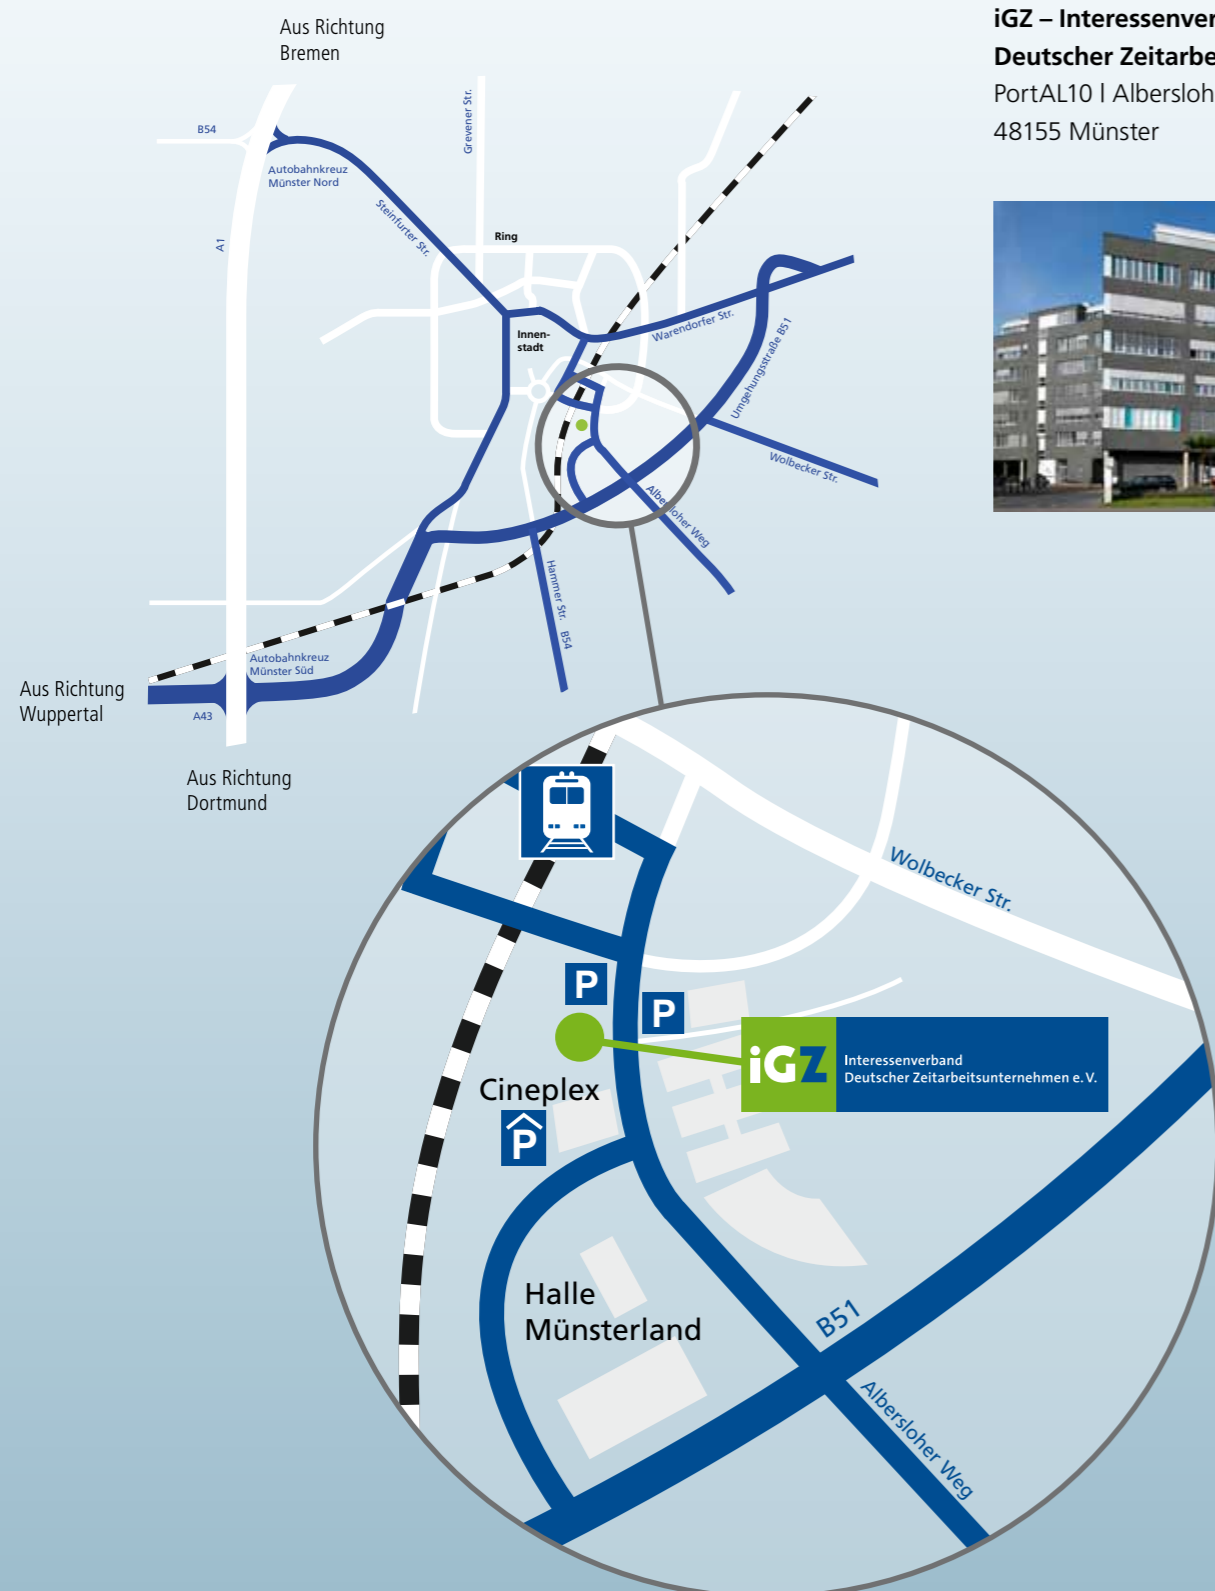 Aus Richtung
Bremen
iGZ – Interessenver
Deutscher Zeitarbe
PortAL10 | Albersloh
48155 Münster
B54
Autobahnkreuz
Münster Nord
Grevener Str.
Steinfurter Str.
A1
Ring
Innen-
stadt
Warendorfer Str.
Umgehungsstraße B51
Wolbecker Str.
Albersloher Weg
Hammer Str. B54
Autobahnkreuz
Münster Süd
Aus Richtung
Wuppertal
A43
Aus Richtung
Dortmund
Wolbecker Str.
P
P
iGZ
Interessenverband
Deutscher Zeitarbeitsunternehmen e. V.
Cineplex
P
Halle
Münsterland
B51
Albersloher Weg